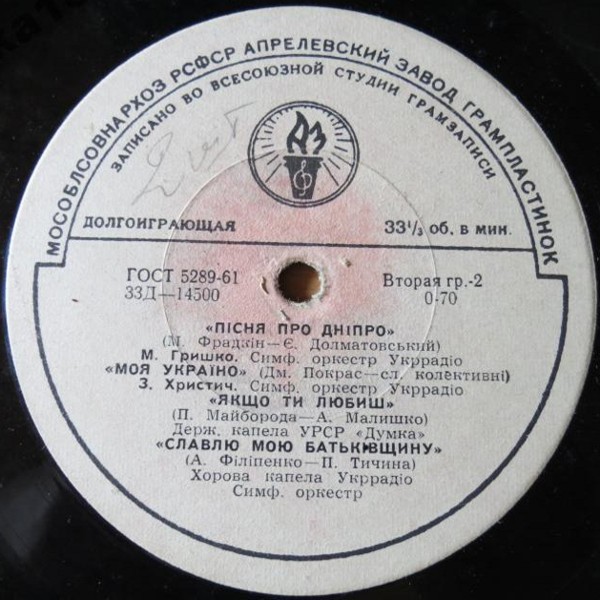 МОСОБЛСОВНАРХОЗ РСФСР АПРЕЛЕВСКИЙ ЗАВОД ГРАМПЛАСТИНОК
ЗАПИСАНО ВО ВСЕСОЮЗНОЙ СТУДИИ ГРАМЗАПИСИ
АЗ
ДОЛГОИГРАЮЩАЯ 33⅓ об. в мин.
ГОСТ 5289-61 Вторая гр.-2
33Д—14500 0-70
«ПІСНЯ ПРО ДНІПРО»
(М. Фрадкін—Є. Долматовський)
М. Гришко. Симф. оркестр Укррадіо
«МОЯ УКРАЇНО» (Дм. Покрас—сл. колективні)
З. Христич. Симф. оркестр Укррадіо
«ЯКЩО ТИ ЛЮБИШ»
(П. Майборода—А. Малишко)
Держ. капела УРСР «Думка»
«СЛАВЛЮ МОЮ БАТЬКІВЩИНУ»
(А. Філіпенко—П. Тичина)
Хорова капела Укррадіо
Симф. оркестр